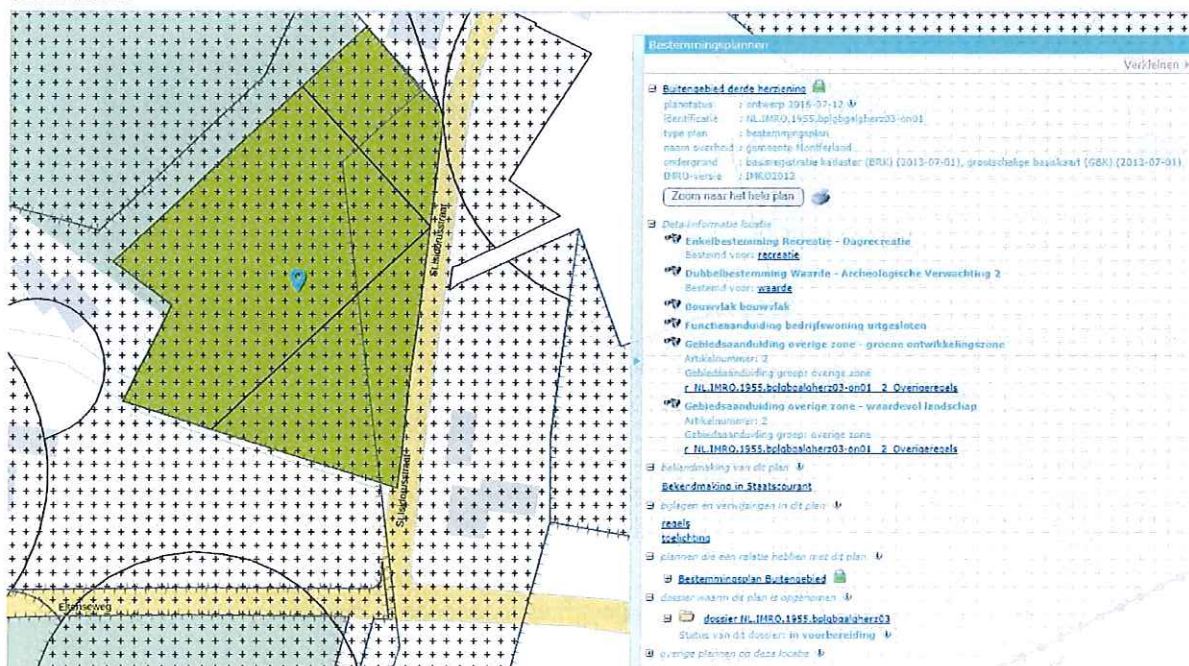 St.Isidorusstraat
St.Isidorusstraat
Eltenseweg
Bestemmingsplannen
Verkleinen
Buitengebied derde herziening
planstatus : ontwerp 2016-07-12
identificatie : NL.IMRO.1955.bplgbgalgherz03-on01
type plan : bestemmingsplan
naam overheid : gemeente Montferland
ondergrond : basisregistratie kadaster (BRK) (2013-07-01), grootschalige basiskaart (GBK) (2013-07-01)
IMRO-versie : IMRO2012
Zoom naar het hele plan
Detail informatie locatie
Enkelbestemming Recreatie - Dagrecreatie
Bestemd voor: recreatie
Dubbelbestemming Waarde - Archeologische Verwachting 2
Bestemd voor: waarde
Bouwvlak bouwvlak
Functieaanduiding bedrijfswoning uitgesloten
Gebiedsaanduiding overige zone - groene ontwikkelingszone
Artikelnummer: 2
Gebiedsaanduiding groep: overige zone
r_NL.IMRO.1955.bplgbgalgherz03-on01_2_Overigeregels
Gebiedsaanduiding overige zone - waardevol landschap
Artikelnummer: 2
Gebiedsaanduiding groep: overige zone
r_NL.IMRO.1955.bplgbgalgherz03-on01_2_Overigeregels
bekendmaking van dit plan
Bekendmaking in Staatscourant
bijlagen en verwijzingen in dit plan
regels
toelichting
plannen die een relatie hebben met dit plan
Bestemmingsplan Buitengebied
dossier waarin dit plan is opgenomen
dossier NL.IMRO.1955.bplgbgalgherz03
Status van dit dossier: in voorbereiding
overige plannen op deze locatie